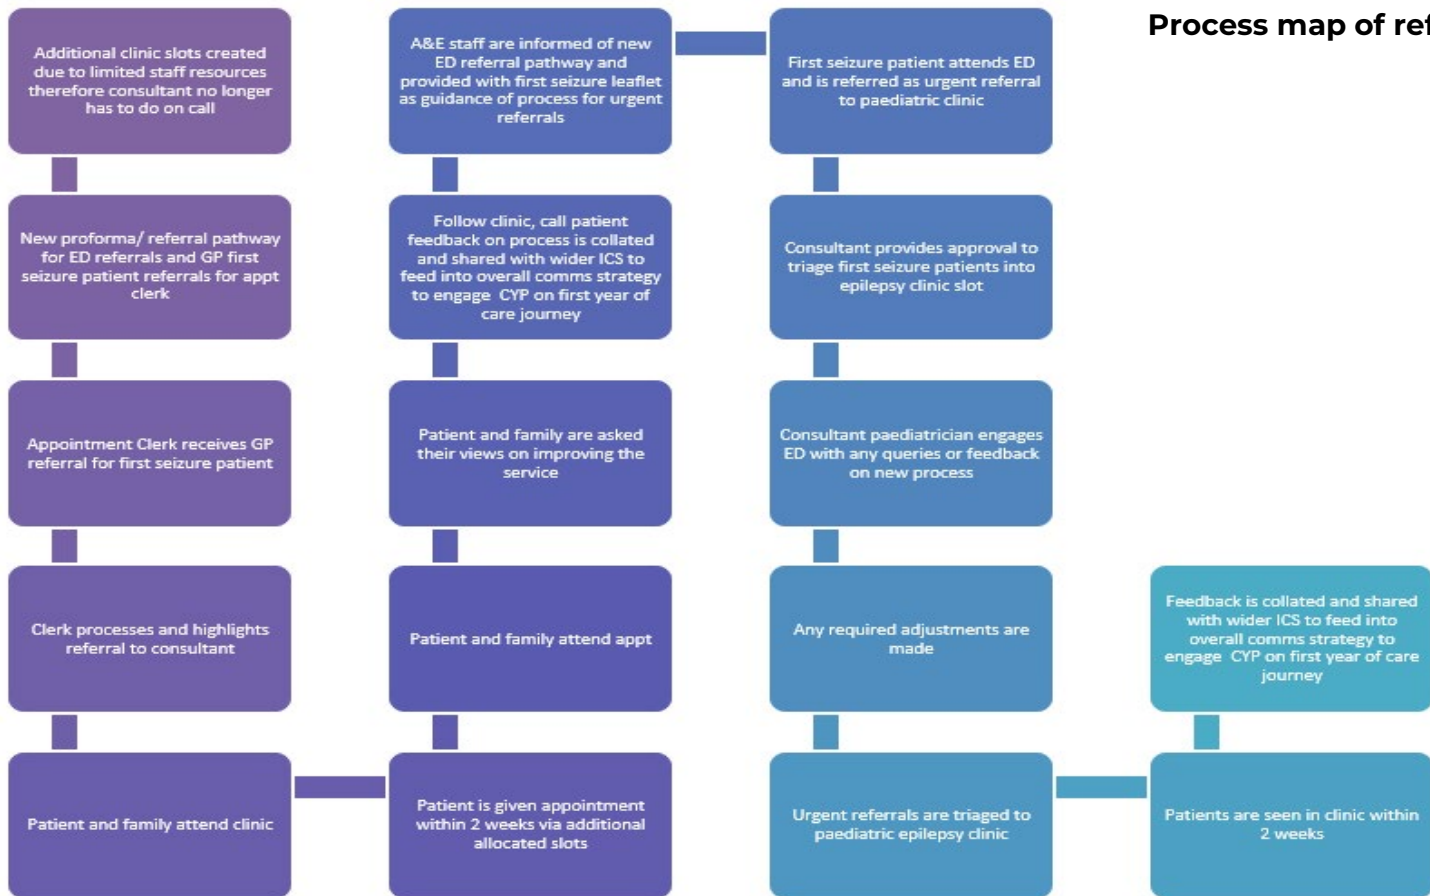 Process map of ref
Additional clinic slots created
due to limited staff resources
therefore consultant no longer
has to do on call
New proforma/ referral pathway
for ED referrals and GP first
seizure patient referrals for appt
clerk
Appointment Clerk receives GP
referral for first seizure patient
Clerk processes and highlights
referral to consultant
Patient and family attend clinic
Patient is given appointment
within 2 weeks via additional
allocated slots
Patient and family attend appt
Patient and family are asked
their views on improving the
service
Follow clinic, call patient
feedback on process is collated
and shared with wider ICS to
feed into overall comms strategy
to engage CYP on first year of
care journey
A&E staff are informed of new
ED referral pathway and
provided with first seizure leaflet
as guidance of process for urgent
referrals
First seizure patient attends ED
and is referred as urgent referral
to paediatric clinic
Consultant provides approval to
triage first seizure patients into
epilepsy clinic slot
Consultant paediatrician engages
ED with any queries or feedback
on new process
Any required adjustments are
made
Urgent referrals are triaged to
paediatric epilepsy clinic
Patients are seen in clinic within
2 weeks
Feedback is collated and shared
with wider ICS to feed into
overall comms strategy to
engage CYP on first year of care
journey